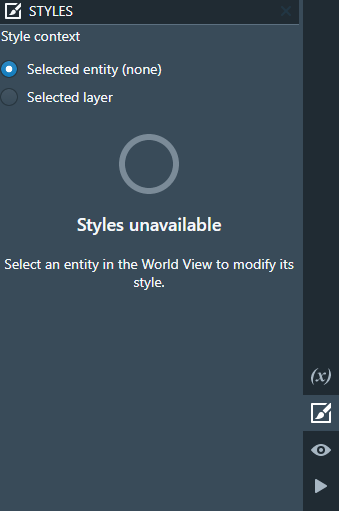 STYLES
Style context
Selected entity (none)
Selected layer
Styles unavailable
Select an entity in the World View to modify its
style.
(x)